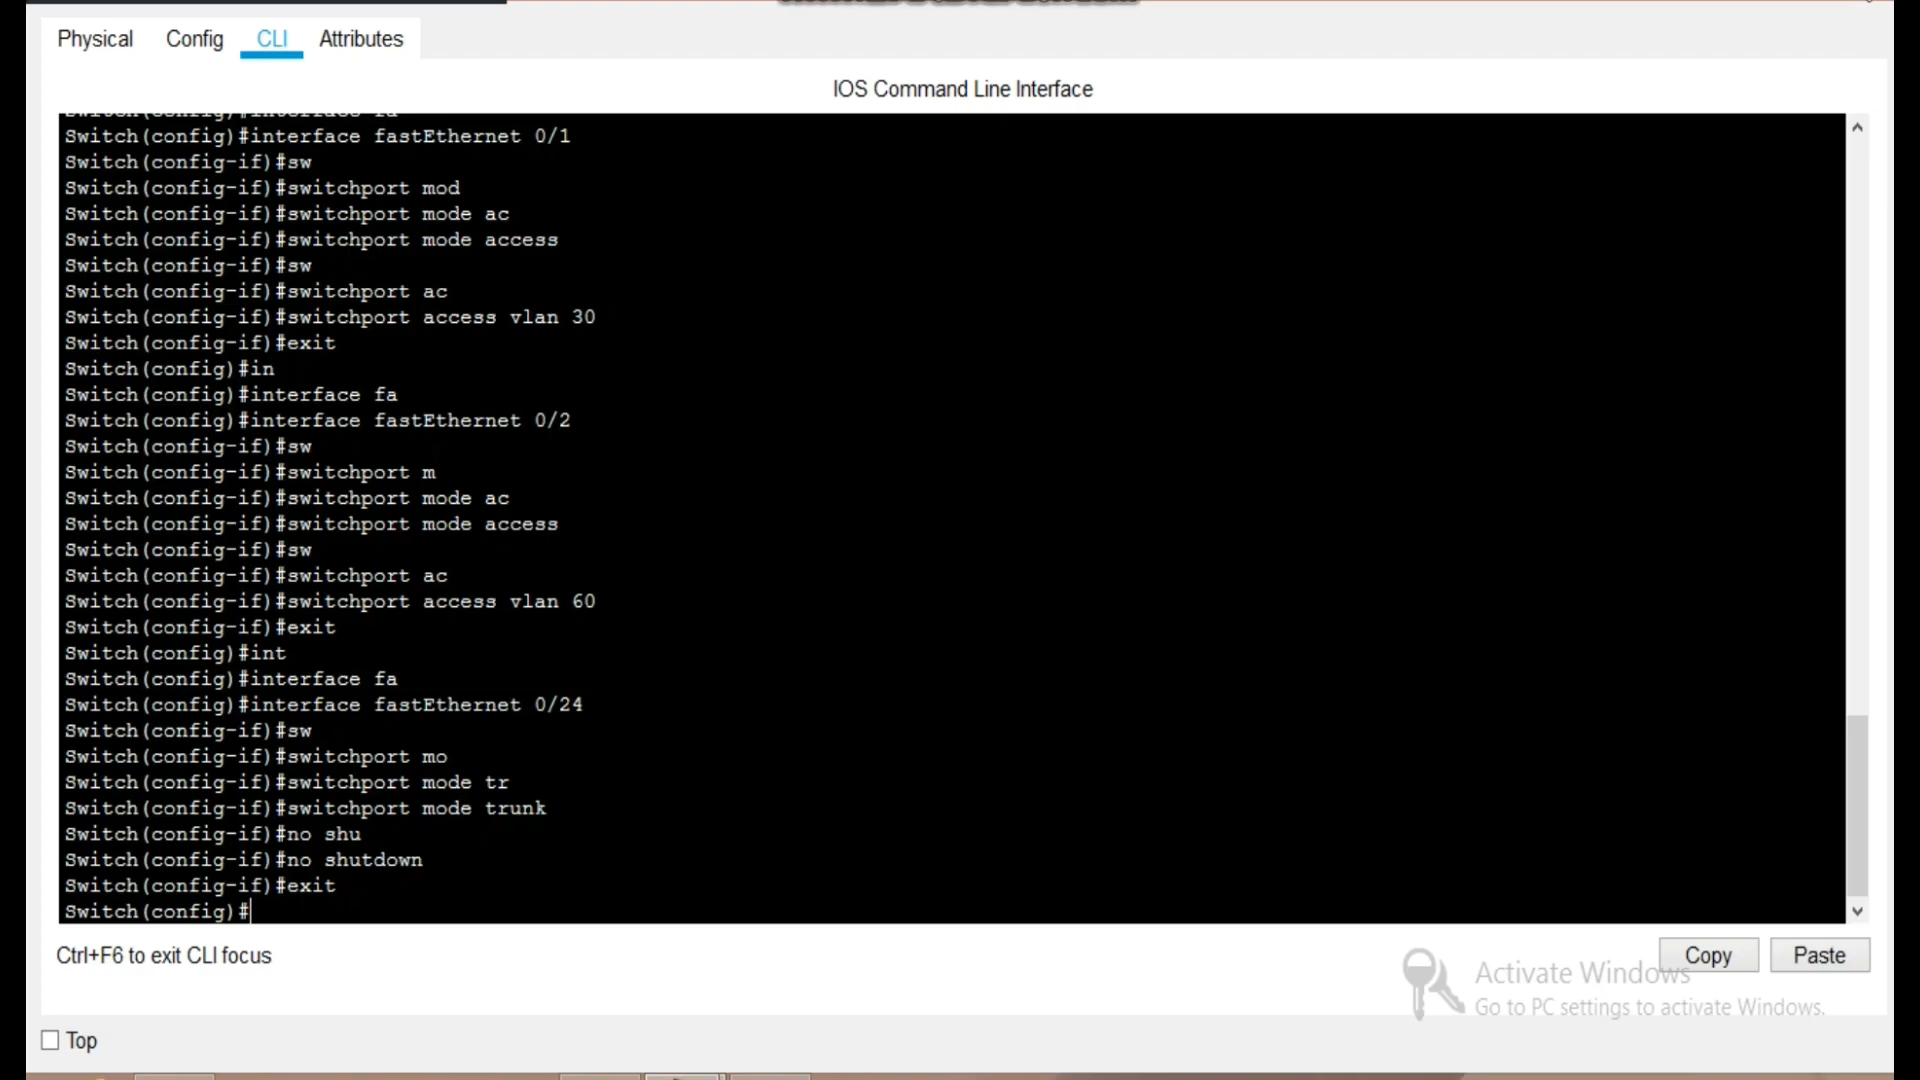 Physical Config CLI Attributes
IOS Command Line Interface
Switch(config)#interface fa
Switch(config)#interface fastEthernet 0/1
Switch(config-if)#sw
Switch(config-if)#switchport mod
Switch(config-if)#switchport mode ac
Switch(config-if)#switchport mode access
Switch(config-if)#sw
Switch(config-if)#switchport ac
Switch(config-if)#switchport access vlan 30
Switch(config-if)#exit
Switch(config)#in
Switch(config)#interface fa
Switch(config)#interface fastEthernet 0/2
Switch(config-if)#sw
Switch(config-if)#switchport m
Switch(config-if)#switchport mode ac
Switch(config-if)#switchport mode access
Switch(config-if)#sw
Switch(config-if)#switchport ac
Switch(config-if)#switchport access vlan 60
Switch(config-if)#exit
Switch(config)#int
Switch(config)#interface fa
Switch(config)#interface fastEthernet 0/24
Switch(config-if)#sw
Switch(config-if)#switchport mo
Switch(config-if)#switchport mode tr
Switch(config-if)#switchport mode trunk
Switch(config-if)#no shu
Switch(config-if)#no shutdown
Switch(config-if)#exit
Switch(config)#
Ctrl+F6 to exit CLI focus
Copy Paste
Activate Windows
Go to PC settings to activate Windows.
Top